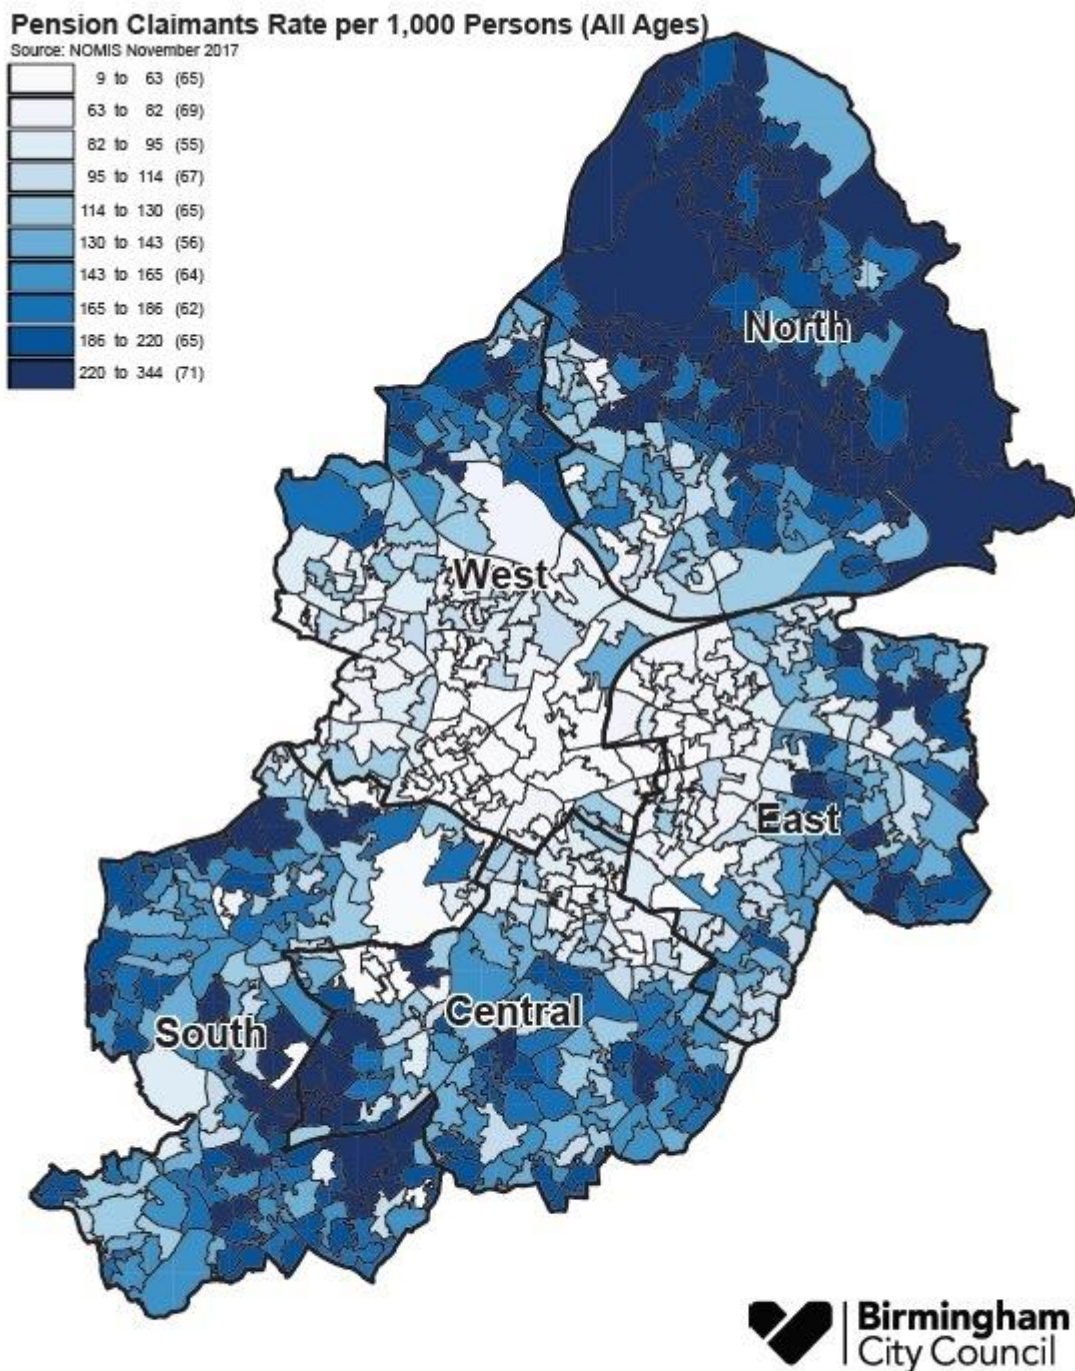 Pension Claimants Rate per 1,000 Persons (All Ages)
Source: NOMIS November 2017
9 to 63 (65)
63 to 82 (69)
82 to 95 (55)
95 to 114 (67)
114 to 130 (65)
130 to 143 (56)
143 to 165 (64)
165 to 186 (62)
186 to 220 (65)
220 to 344 (71)
North
West
East
Central
South
Birmingham
City Council